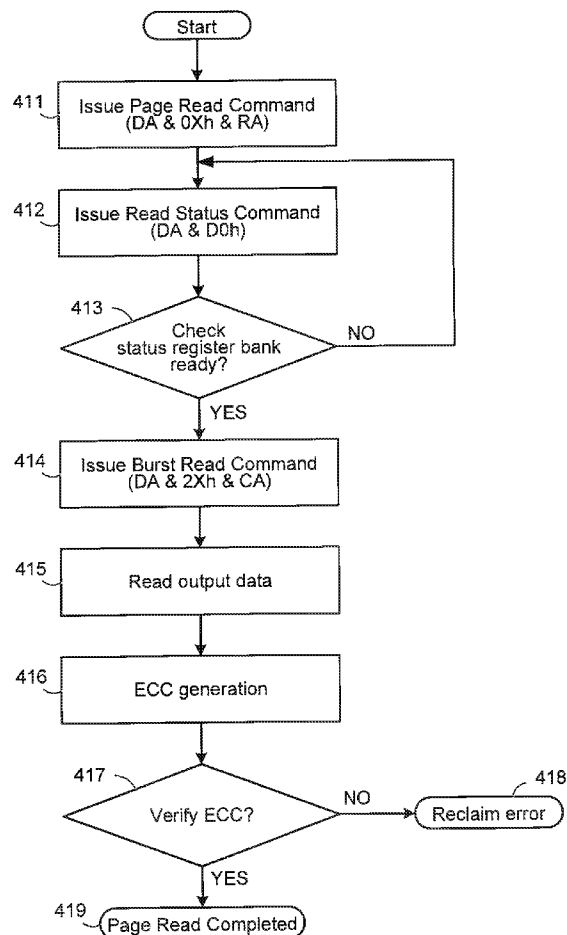 Start
411
Issue Page Read Command
(DA & 0Xh & RA)
412
Issue Read Status Command
(DA & D0h)
413
Check
status register bank
ready?
NO
YES
414
Issue Burst Read Command
(DA & 2Xh & CA)
415
Read output data
416
ECC generation
417
Verify ECC?
NO
418
Reclaim error
YES
419
Page Read Completed